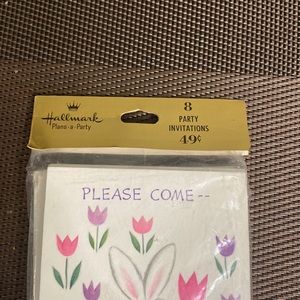 Hallmark
Plans-a-Party
8
PARTY
INVITATIONS
49¢
PLEASE COME--